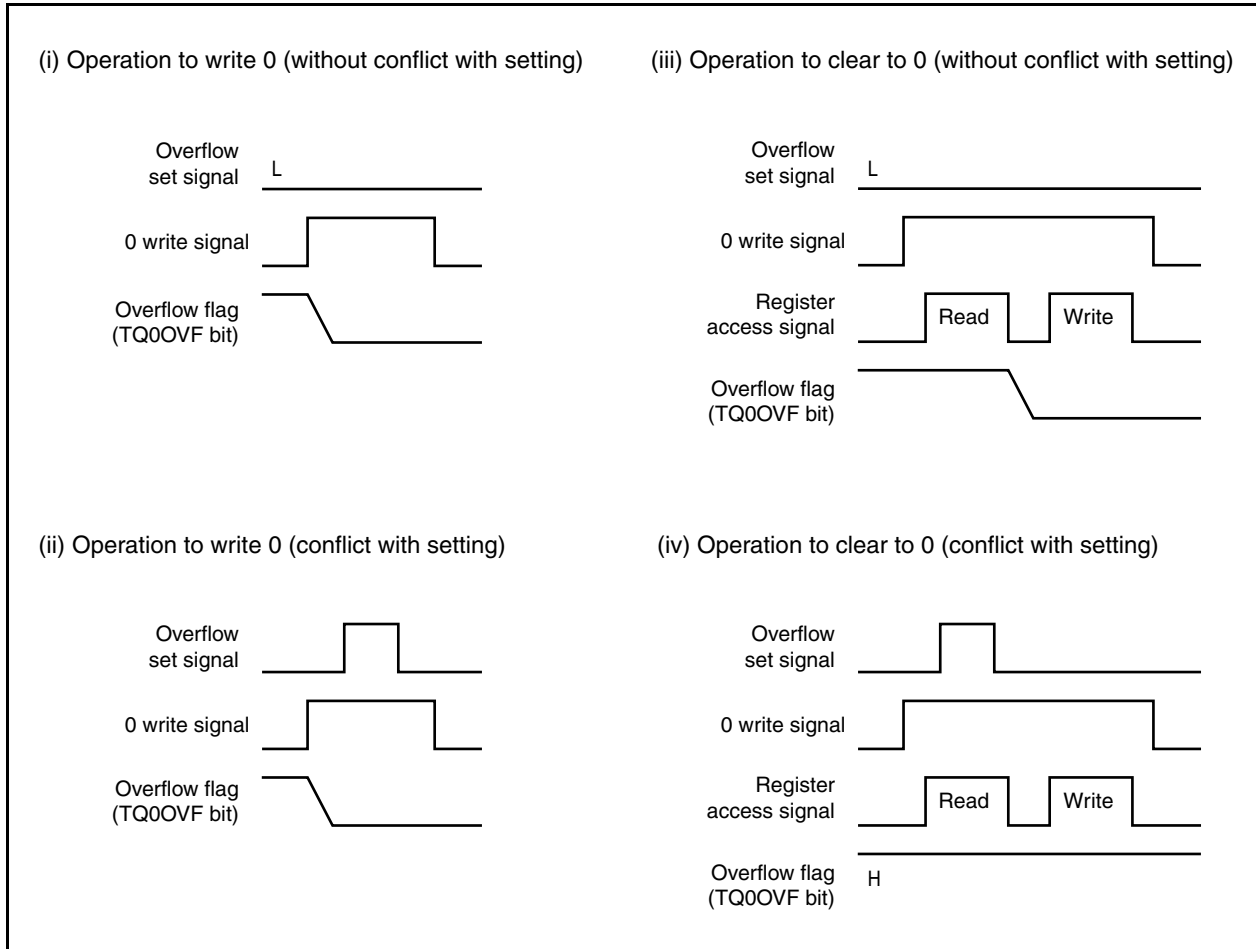 (i) Operation to write 0 (without conflict with setting)
Overflow
set signal
L
0 write signal
Overflow flag
(TQ0OVF bit)
(iii) Operation to clear to 0 (without conflict with setting)
Overflow
set signal
L
0 write signal
Register
access signal
Read
Write
Overflow flag
(TQ0OVF bit)
(ii) Operation to write 0 (conflict with setting)
Overflow
set signal
0 write signal
Overflow flag
(TQ0OVF bit)
(iv) Operation to clear to 0 (conflict with setting)
Overflow
set signal
0 write signal
Register
access signal
Read
Write
Overflow flag
(TQ0OVF bit)
H